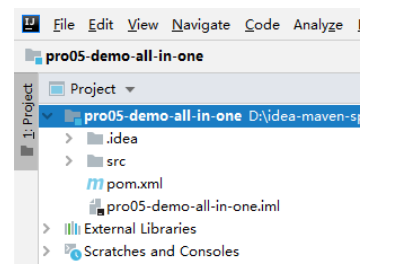 File Edit View Navigate Code Analyze
pro05-demo-all-in-one
Project
1: Project
pro05-demo-all-in-one D:\idea-maven-sp
.idea
src
pom.xml
pro05-demo-all-in-one.iml
External Libraries
Scratches and Consoles